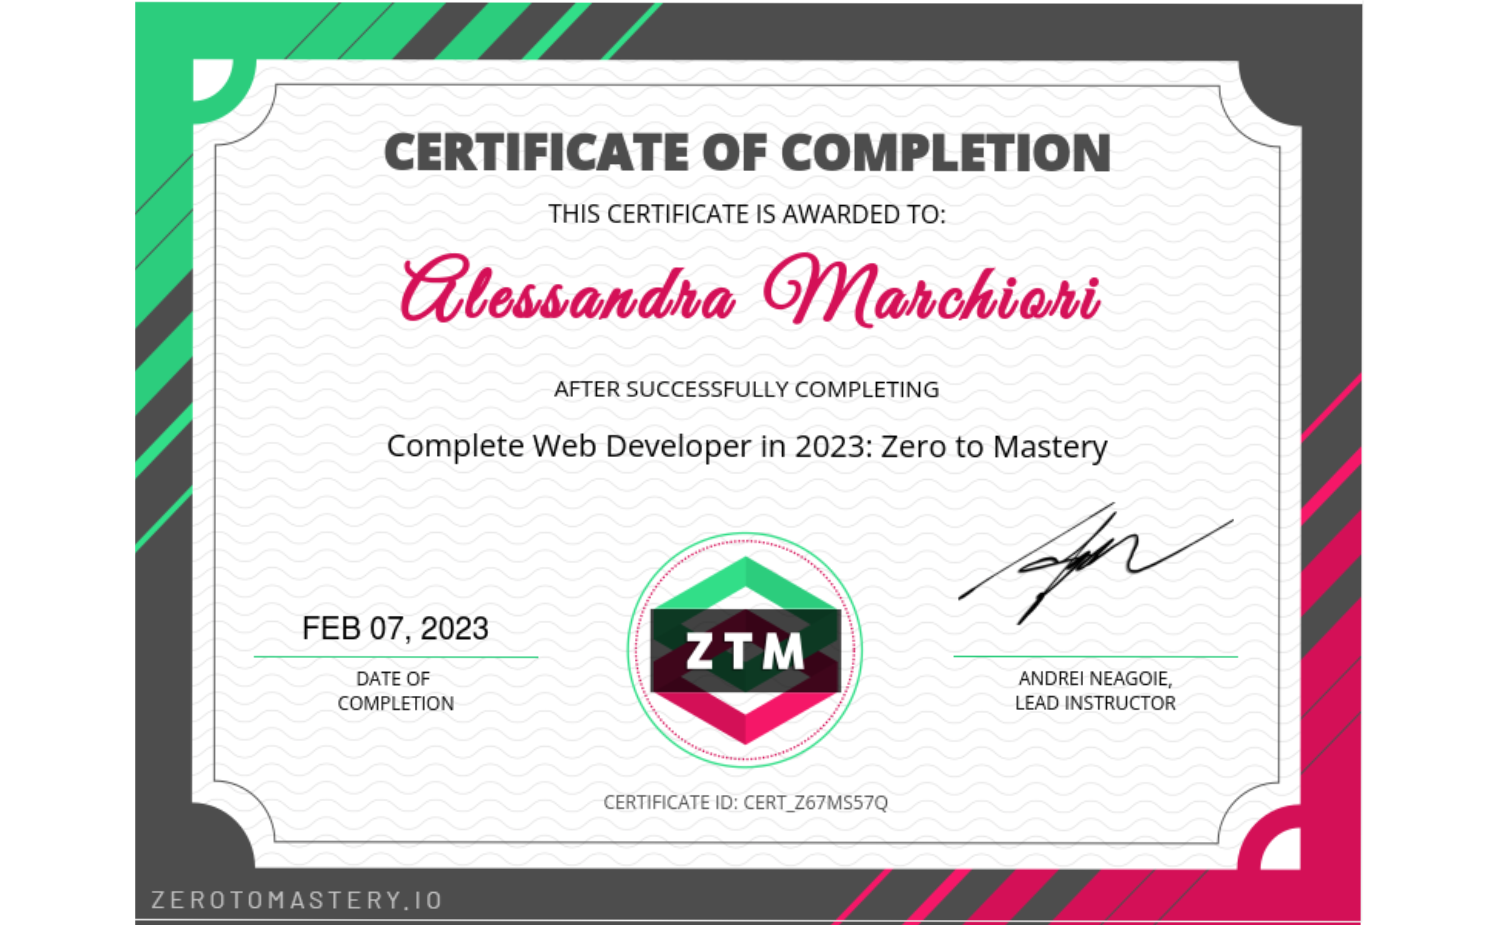 CERTIFICATE OF COMPLETION
THIS CERTIFICATE IS AWARDED TO:
Alessandra Marchiori
AFTER SUCCESSFULLY COMPLETING
Complete Web Developer in 2023: Zero to Mastery
FEB 07, 2023
DATE OF
COMPLETION
ZTM
ANDREI NEAGOIE,
LEAD INSTRUCTOR
CERTIFICATE ID: CERT_Z67MS57Q
ZEROTOMASTERY.IO